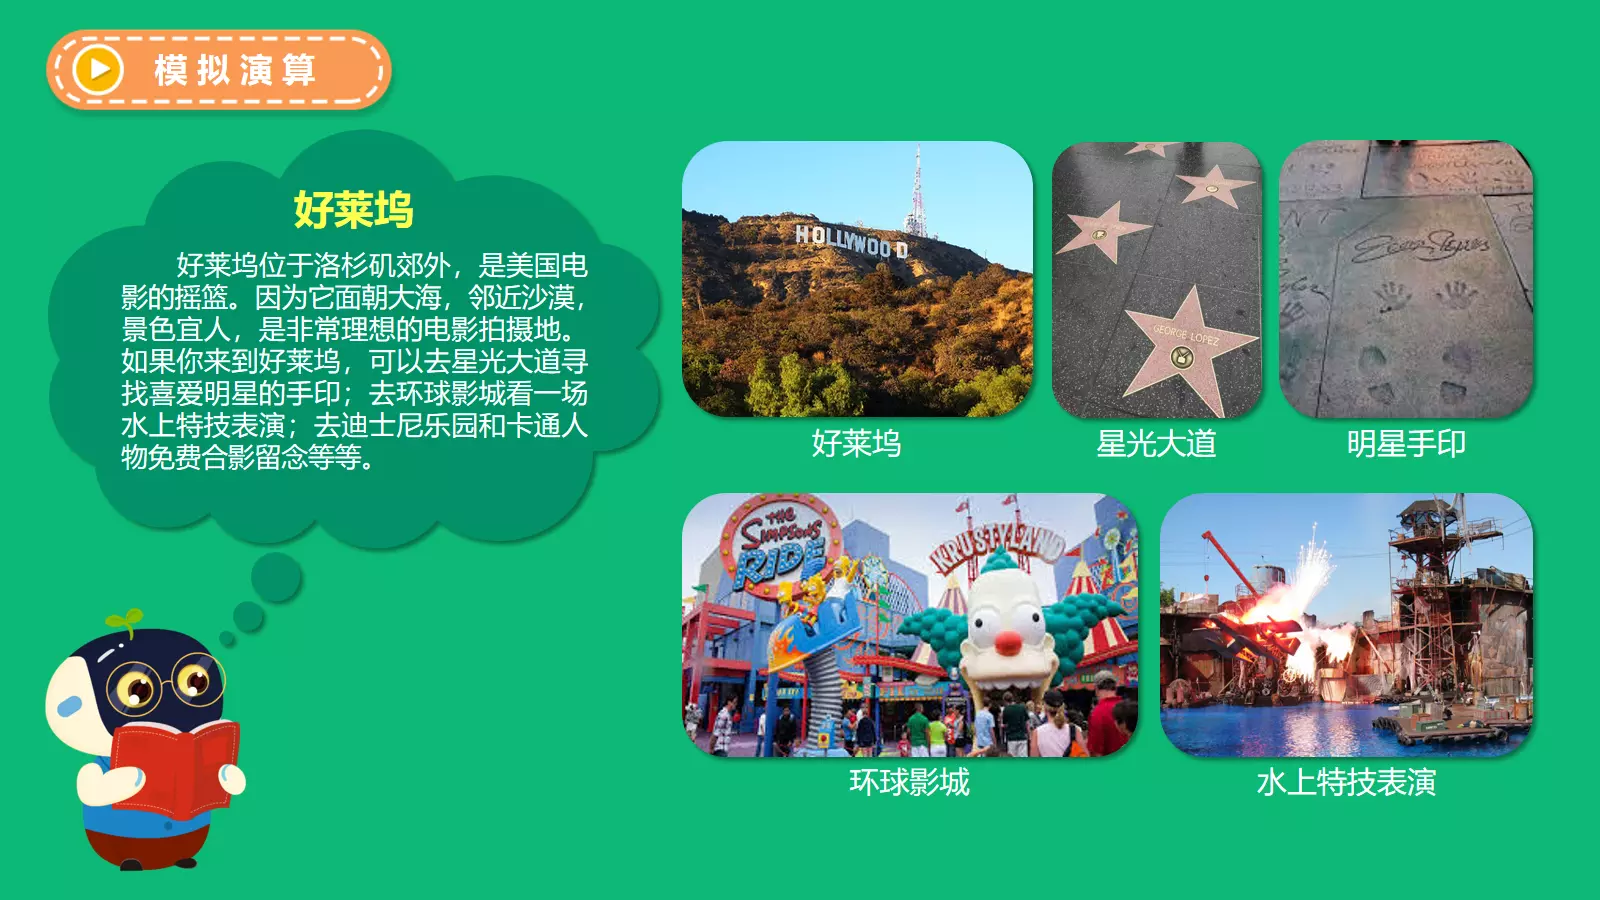 模拟演算
好莱坞
好莱坞位于洛杉矶郊外，是美国电
影的摇篮。因为它面朝大海，邻近沙漠，
景色宜人，是非常理想的电影拍摄地。
如果你来到好莱坞，可以去星光大道寻
找喜爱明星的手印；去环球影城看一场
水上特技表演；去迪士尼乐园和卡通人
物免费合影留念等等。
HOLLYWOOD
GEORGE LOPEZ
好莱坞
星光大道
明星手印
THE
SIMPSONS
RIDE
KRUSTYLAND
环球影城
水上特技表演